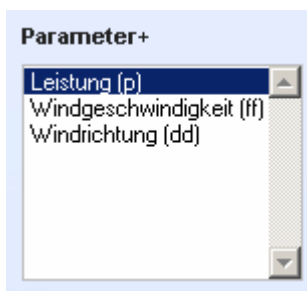 Parameter+
Leistung (p)
Windgeschwindigkeit (ff)
Windrichtung (dd)